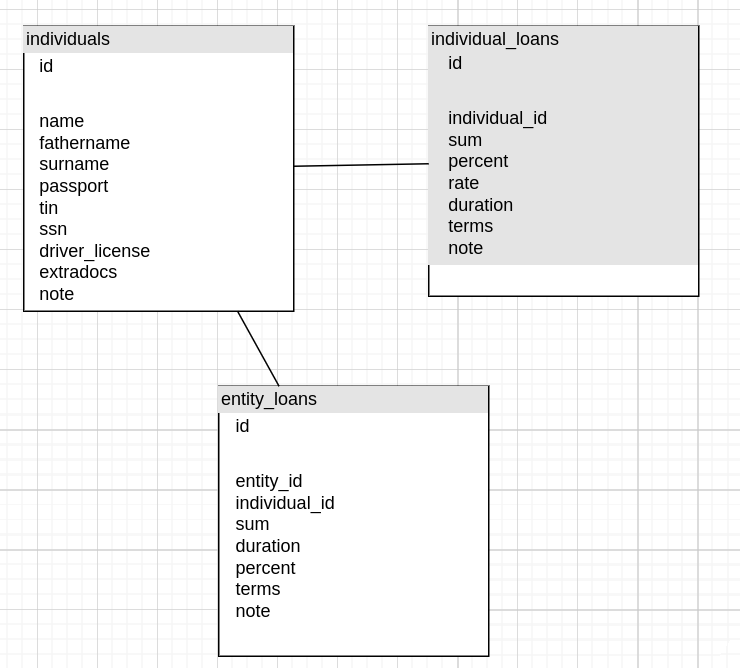 individuals
id
name
fathername
surname
passport
tin
ssn
driver_license
extradocs
note
individual_loans
id
individual_id
sum
percent
rate
duration
terms
note
entity_loans
id
entity_id
individual_id
sum
duration
percent
terms
note